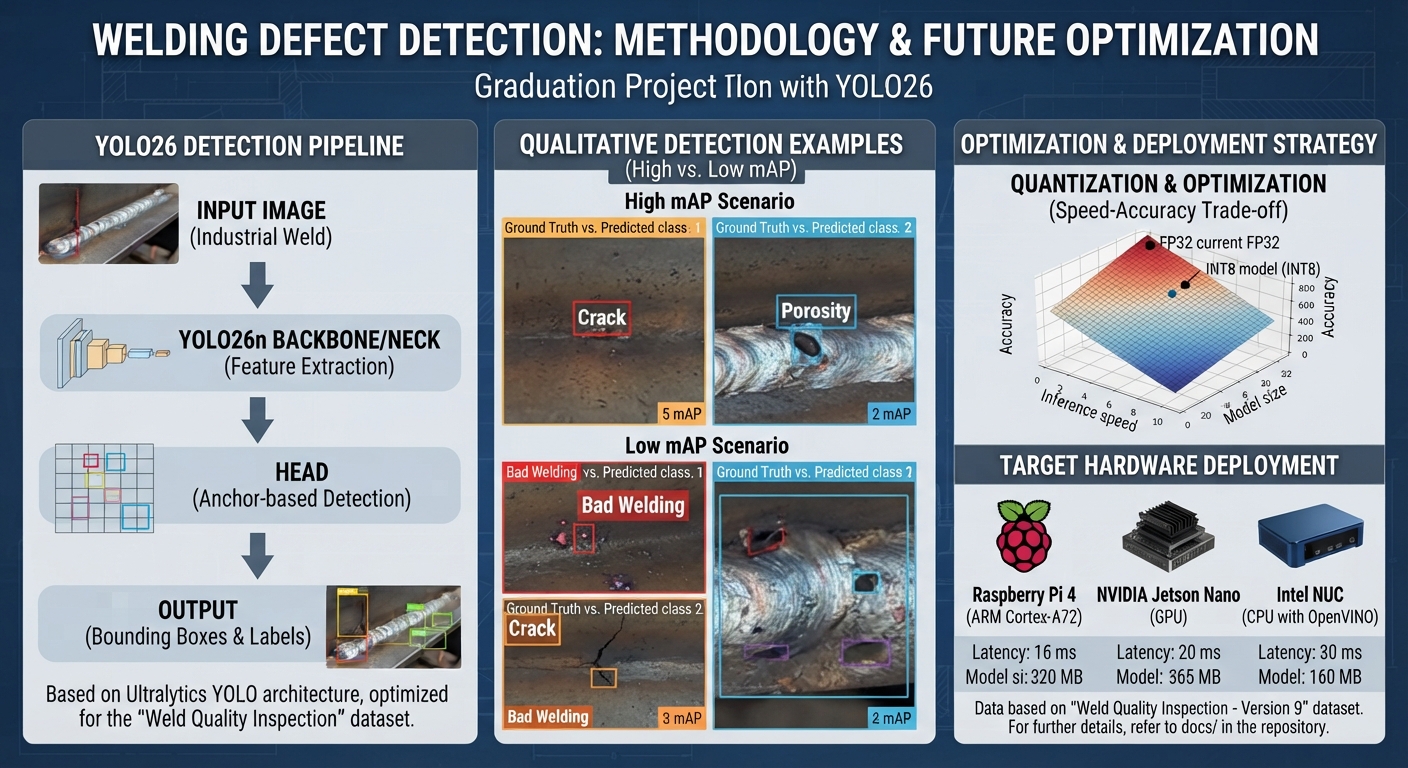 WELDING DEFECT DETECTION: METHODOLOGY & FUTURE OPTIMIZATION
Graduation Project Tlon with YOLO26
YOLO26 DETECTION PIPELINE
INPUT IMAGE
(Industrial Weld)
YOLO26n BACKBONE/NECK
(Feature Extraction)
HEAD
(Anchor-based Detection)
OUTPUT
(Bounding Boxes & Labels)
Based on Ultralytics YOLO architecture, optimized
for the "Weld Quality Inspection" dataset.
QUALITATIVE DETECTION EXAMPLES
(High vs. Low mAP)
High mAP Scenario
Ground Truth vs. Predicted class. 1
Crack
5 mAP
Ground Truth vs. Predicted class. 2
Porosity
2 mAP
Low mAP Scenario
Bad Welding vs. Predicted class. 1
Bad Welding
Ground Truth vs. Predicted class 2
Crack
Bad Welding
3 mAP
Ground Truth vs. Predicted class
2 mAP
OPTIMIZATION & DEPLOYMENT STRATEGY
QUANTIZATION & OPTIMIZATION
(Speed-Accuracy Trade-off)
FP32 current FP32
INT8 model (INT8)
Accuracy
Accuracy
800
600
400
200
0
0
2
4
6
8
10
Inference speed
0
20
Model size
TARGET HARDWARE DEPLOYMENT
Raspberry Pi 4
(ARM Cortex-A72)
Latency: 16 ms
Model si: 320 MB
NVIDIA Jetson Nano
(GPU)
Latency: 20 ms
Model: 365 MB
Intel NUC
(CPU with OpenVINO)
Latency: 30 ms
Model: 160 MB
Data based on "Weld Quality Inspection - Version 9" dataset.
For further details, refer to docs/ in the repository.